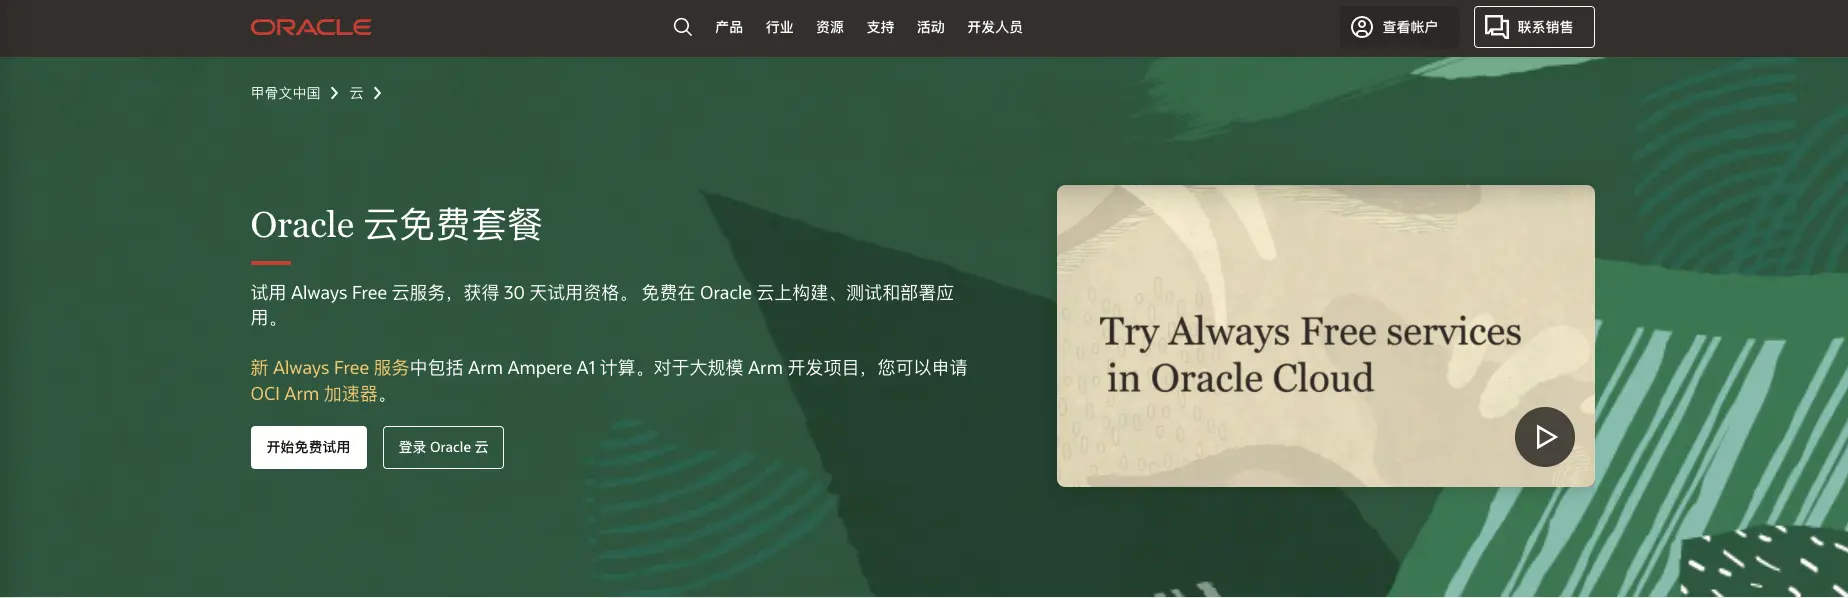 ORACLE
产品 行业 资源 支持 活动 开发人员
查看帐户
联系销售
甲骨文中国 云
Oracle 云免费套餐
试用 Always Free 云服务，获得 30 天试用资格。 免费在 Oracle 云上构建、测试和部署应
用。
新 Always Free 服务中包括 Arm Ampere A1 计算。对于大规模 Arm 开发项目，您可以申请
OCI Arm 加速器。
开始免费试用
登录 Oracle 云
Try Always Free services
in Oracle Cloud